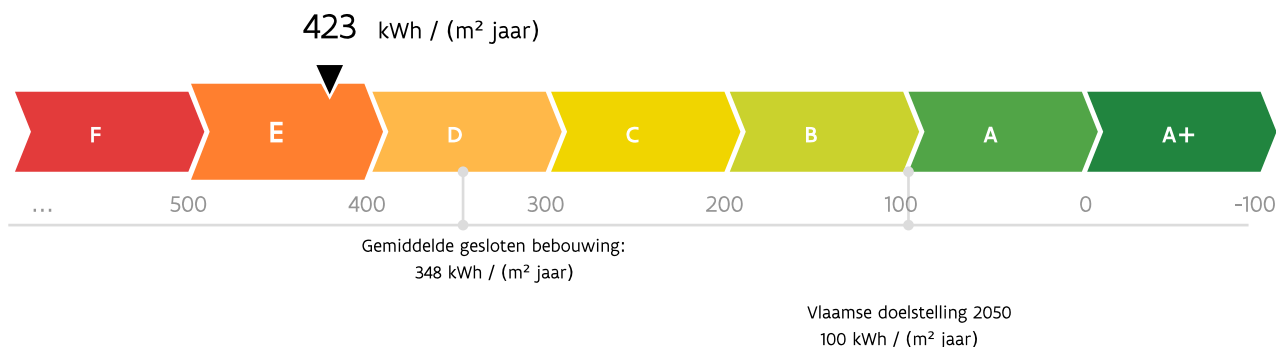 423 kWh / (m² jaar)
F E D C B A A+
... 500 400 300 200 100 0 -100
Gemiddelde gesloten bebouwing:
348 kWh / (m² jaar)
Vlaamse doelstelling 2050
100 kWh / (m² jaar)